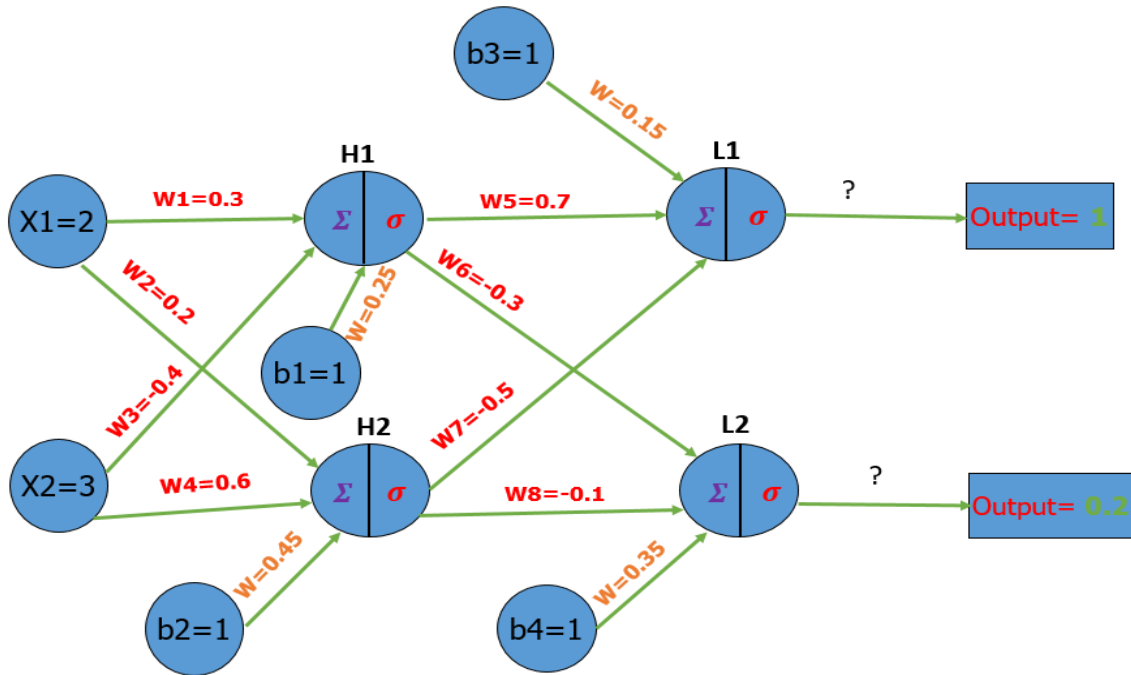 b3=1
W=0.15
H1
L1
X1=2
W1=0.3
Σ σ
W5=0.7
Σ σ
?
Output= 1
W2=0.2
W6=-0.3
W=0.25
b1=1
W3=-0.4
W7=-0.5
H2
L2
X2=3
W4=0.6
Σ σ
W8=-0.1
Σ σ
?
Output= 0.2
W=0.45
W=0.35
b2=1
b4=1